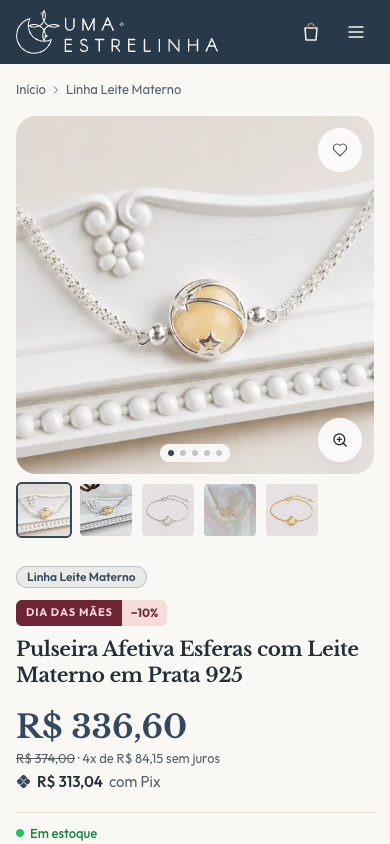 UMA
ESTRELINHA
Início > Linha Leite Materno
Linha Leite Materno
DIA DAS MÃES -10%
Pulseira Afetiva Esferas com Leite
Materno em Prata 925
R$ 336,60
R$ 374,00 · 4x de R$ 84,15 sem juros
R$ 313,04 com Pix
Em estoque